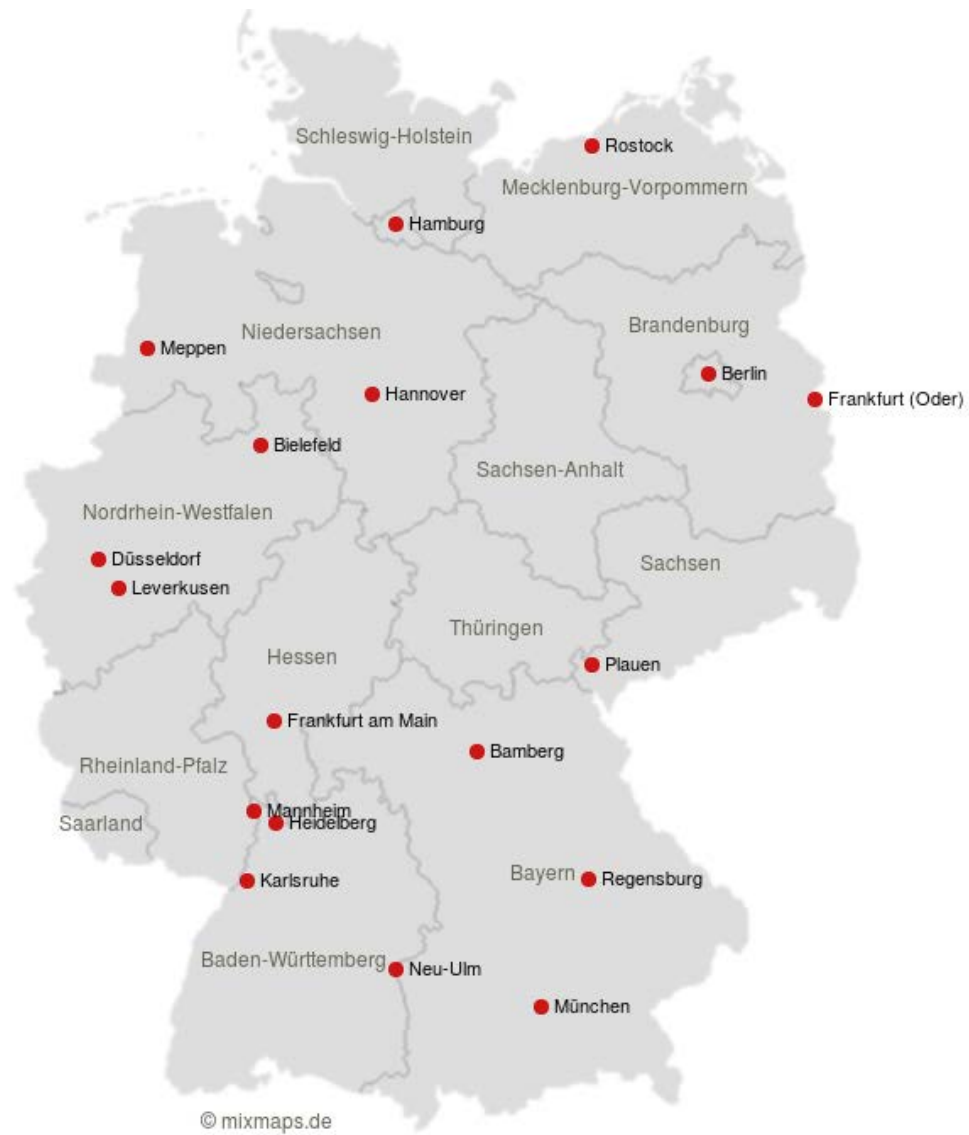 Schleswig-Holstein
Rostock
Mecklenburg-Vorpommern
Hamburg
Brandenburg
Niedersachsen
Meppen
Berlin
Hannover
Frankfurt (Oder)
Bielefeld
Sachsen-Anhalt
Nordrhein-Westfalen
Düsseldorf
Sachsen
Leverkusen
Thüringen
Hessen
Plauen
Frankfurt am Main
Bamberg
Rheinland-Pfalz
Mannheim
Saarland
Heidelberg
Bayern
Regensburg
Karlsruhe
Baden-Württemberg
Neu-Ulm
München
© mixmaps.de